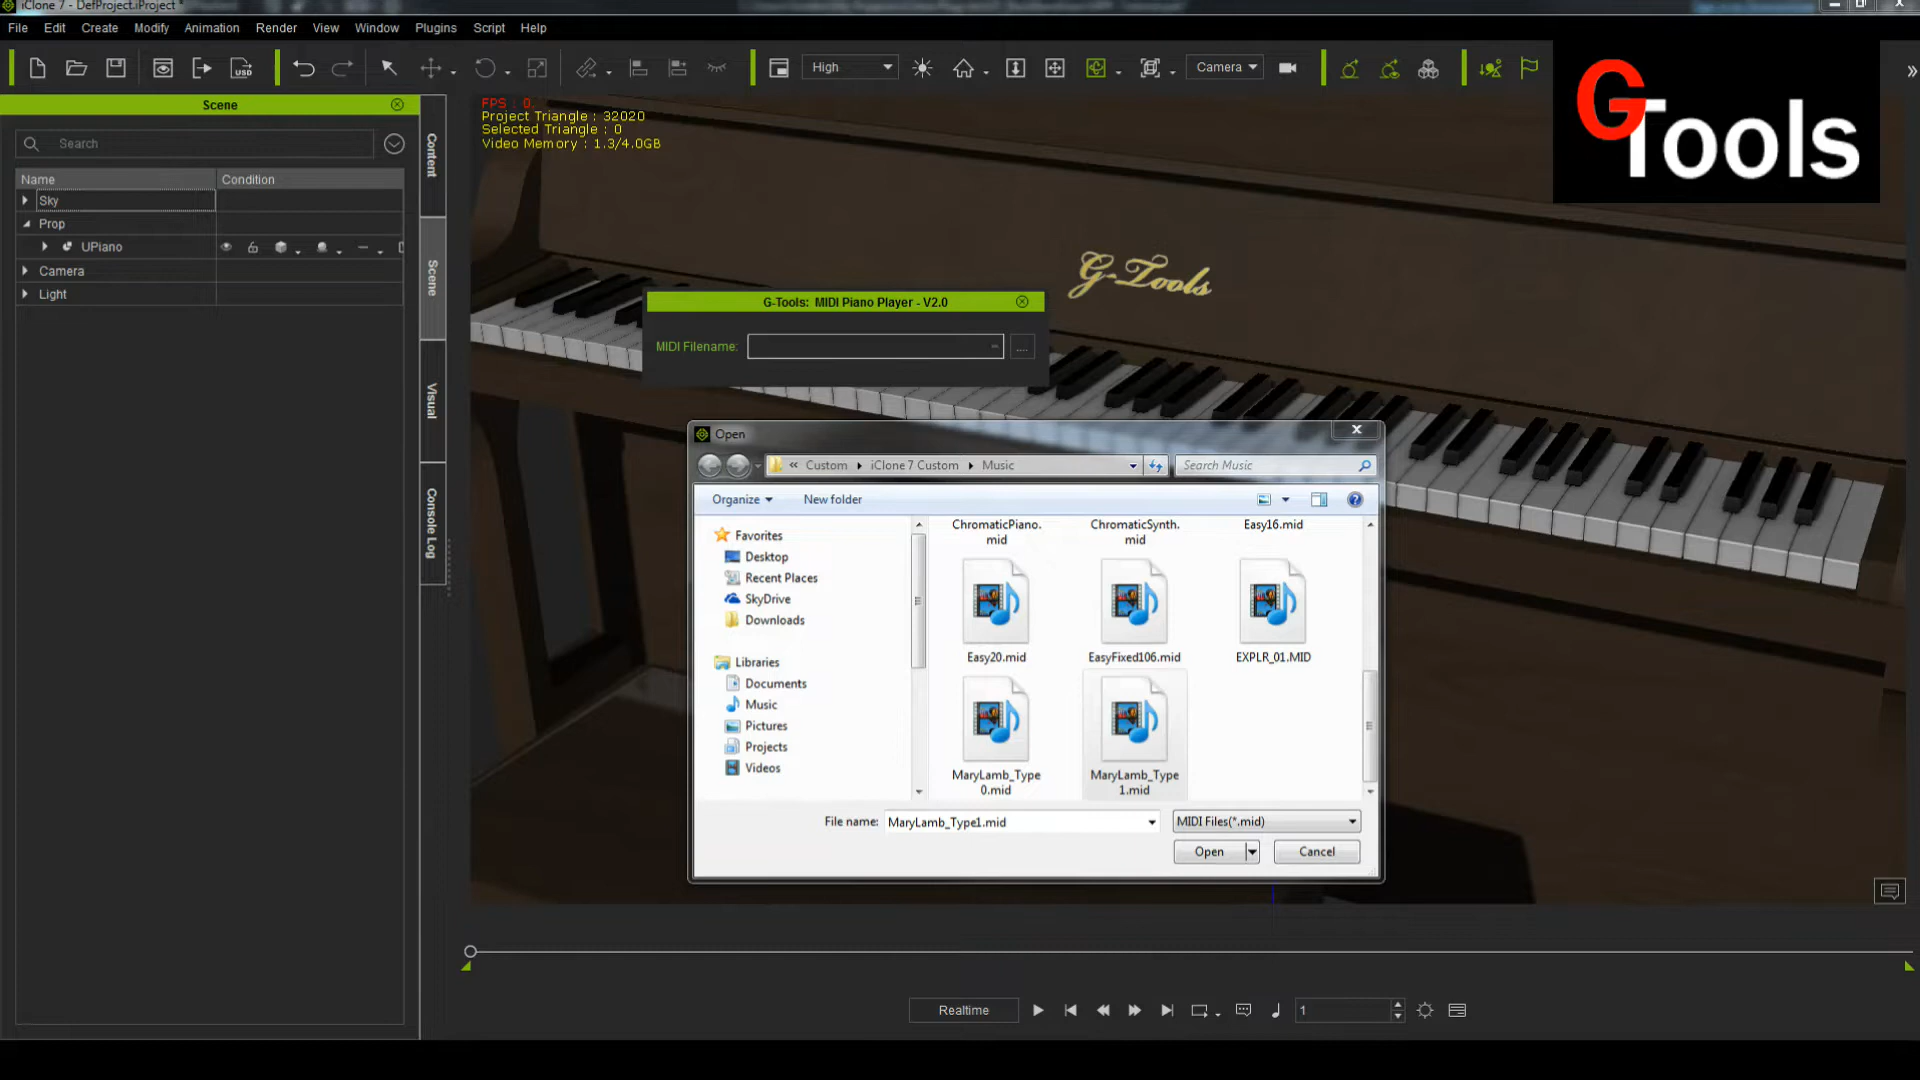 iClone 7 - DefProject.iProject *
File Edit Create Modify Animation Render View Window Plugins Script Help
USD
High
Camera
GTools
Scene
Search
Name Condition
Sky
Prop
UPiano
Camera
Light
Content
Scene
Visual
Console Log
FPS : 0
Project Triangle : 32020
Selected Triangle : 0
Video Memory : 1.3/4.0GB
G-Tools
G-Tools: MIDI Piano Player - V2.0
MIDI Filename:
....
Open
« Custom iClone 7 Custom Music
Search Music
Organize New folder
Favorites
Desktop
Recent Places
SkyDrive
Downloads
Libraries
Documents
Music
Pictures
Projects
Videos
ChromaticPiano.
mid
ChromaticSynth.
mid
Easy16.mid
Easy20.mid
EasyFixed106.mid
EXPLR_01.MID
MaryLamb_Type
0.mid
MaryLamb_Type
1.mid
File name: MaryLamb_Type1.mid
MIDI Files(*.mid)
Open Cancel
Realtime
1